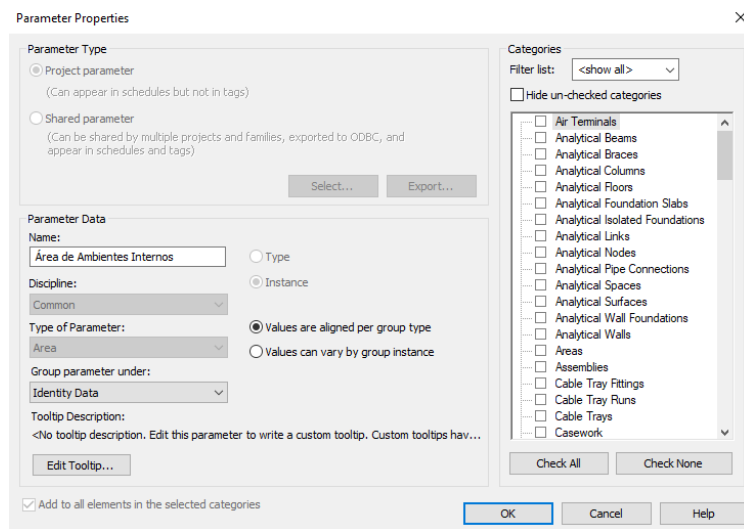 Parameter Properties
Parameter Type
Project parameter
(Can appear in schedules but not in tags)
Shared parameter
(Can be shared by multiple projects and families, exported to ODBC, and
appear in schedules and tags)
Select...
Export...
Parameter Data
Name:
Área de Ambientes Internos
Type
Discipline:
Instance
Common
Type of Parameter:
Values are aligned per group type
Area
Values can vary by group instance
Group parameter under:
Identity Data
Tooltip Description:
<No tooltip description. Edit this parameter to write a custom tooltip. Custom tooltips hav...
Edit Tooltip...
Add to all elements in the selected categories
Categories
Filter list:
<show all>
Hide un-checked categories
Air Terminals
Analytical Beams
Analytical Braces
Analytical Columns
Analytical Floors
Analytical Foundation Slabs
Analytical Isolated Foundations
Analytical Links
Analytical Nodes
Analytical Pipe Connections
Analytical Spaces
Analytical Surfaces
Analytical Wall Foundations
Analytical Walls
Areas
Assemblies
Cable Tray Fittings
Cable Tray Runs
Cable Trays
Casework
Check All
Check None
OK
Cancel
Help